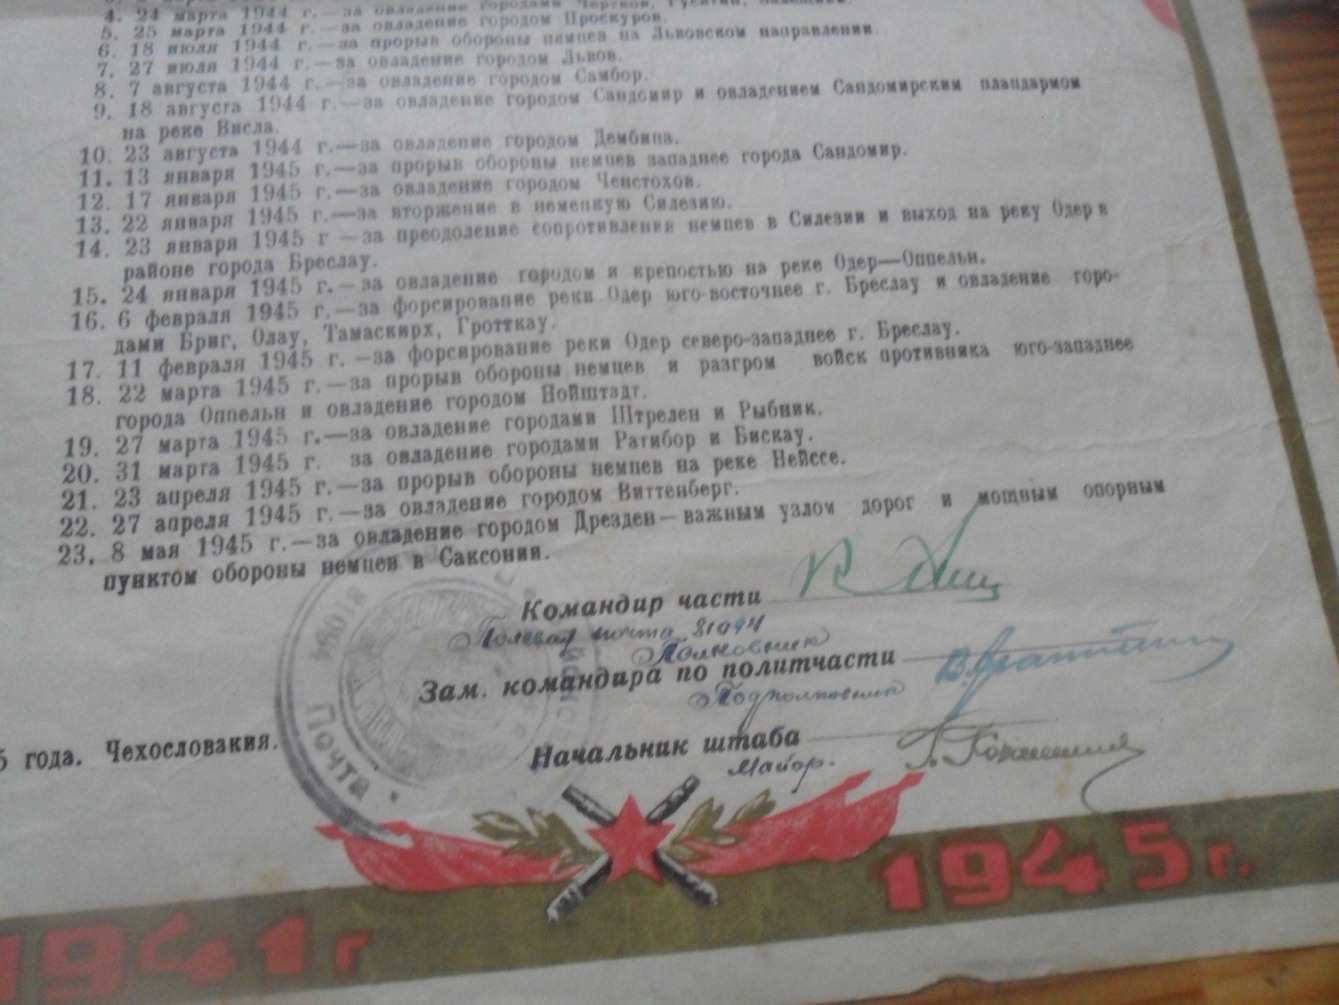 4. 24 марта 1944 г.—за овладение городами Чертков,
5. 25 марта 1944 г.—за овладение городом Проскуров.
6. 18 июля 1944 г.—за прорыв обороны немцев на Львовском направлении.
7. 27 июля 1944 г.—за овладение городом Львов.
8. 7 августа 1944 г.—за овладение городом Самбор.
9. 18 августа 1944 г.—за овладение городом Сандомир и овладением Сандомирским плацдармом
на реке Висла.
10. 23 августа 1944 г.—за овладение городом Дембица.
11. 13 января 1945 г.—за прорыв обороны немцев западнее города Сандомир.
12. 17 января 1945 г.—за овладение городом Ченстохов.
13. 22 января 1945 г.—за вторжение в немецкую Силезию.
14. 23 января 1945 г —за преодоление сопротивления немцев в Силезии и выход на реку Одер в
районе города Бреслау.
15. 24 января 1945 г.—за овладение городом и крепостью на реке Одер—Оппельн.
16. 6 февраля 1945 г.—за форсирование реки Одер юго-восточнее г. Бреслау и овладение горо-
дами Бриг, Олау, Тамаскирх, Гротткау.
17. 11 февраля 1945 г. —за форсирование реки Одер северо-западнее г. Бреслау.
18. 22 марта 1945 г.—за прорыв обороны немцев и разгром войск противника юго-западнее
города Оппельн и овладение городом Нойштадт.
19. 27 марта 1945 г.—за овладение городами Штрелен и Рыбник.
20. 31 марта 1945 г. за овладение городами Ратибор и Бискау.
21. 23 апреля 1945 г.—за прорыв обороны немцев на реке Нейссе.
22. 27 апреля 1945 г.—за овладение городом Виттенберг.
23. 8 мая 1945 г.—за овладение городом Дрезден—важным узлом дорог и мощным опорным
пунктом обороны немцев в Саксонии.
Командир части
Полевая почта 31094
Полковник
Зам. командира по политчасти
Подполковник
5 года. Чехословакия.
Начальник штаба
Майор.
Почта
31094
1941 г
1945 г.